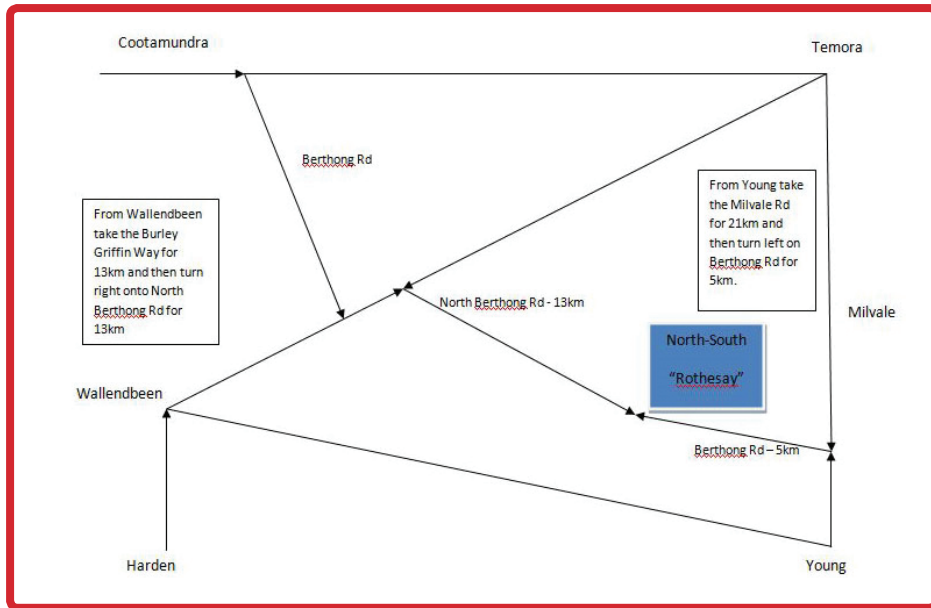 Cootamundra
Temora
Berthong Rd
From Young take
the Milvale Rd
for 21km and
then turn left on
Berthong Rd for
5km.
From Wallendbeen
take the Burley
Griffin Way for
13km and then turn
right onto North
Berthong Rd for
13km
North Berthong Rd - 13km
Milvale
North-South
“Rothesay”
Wallendbeen
Berthong Rd – 5km
Harden
Young